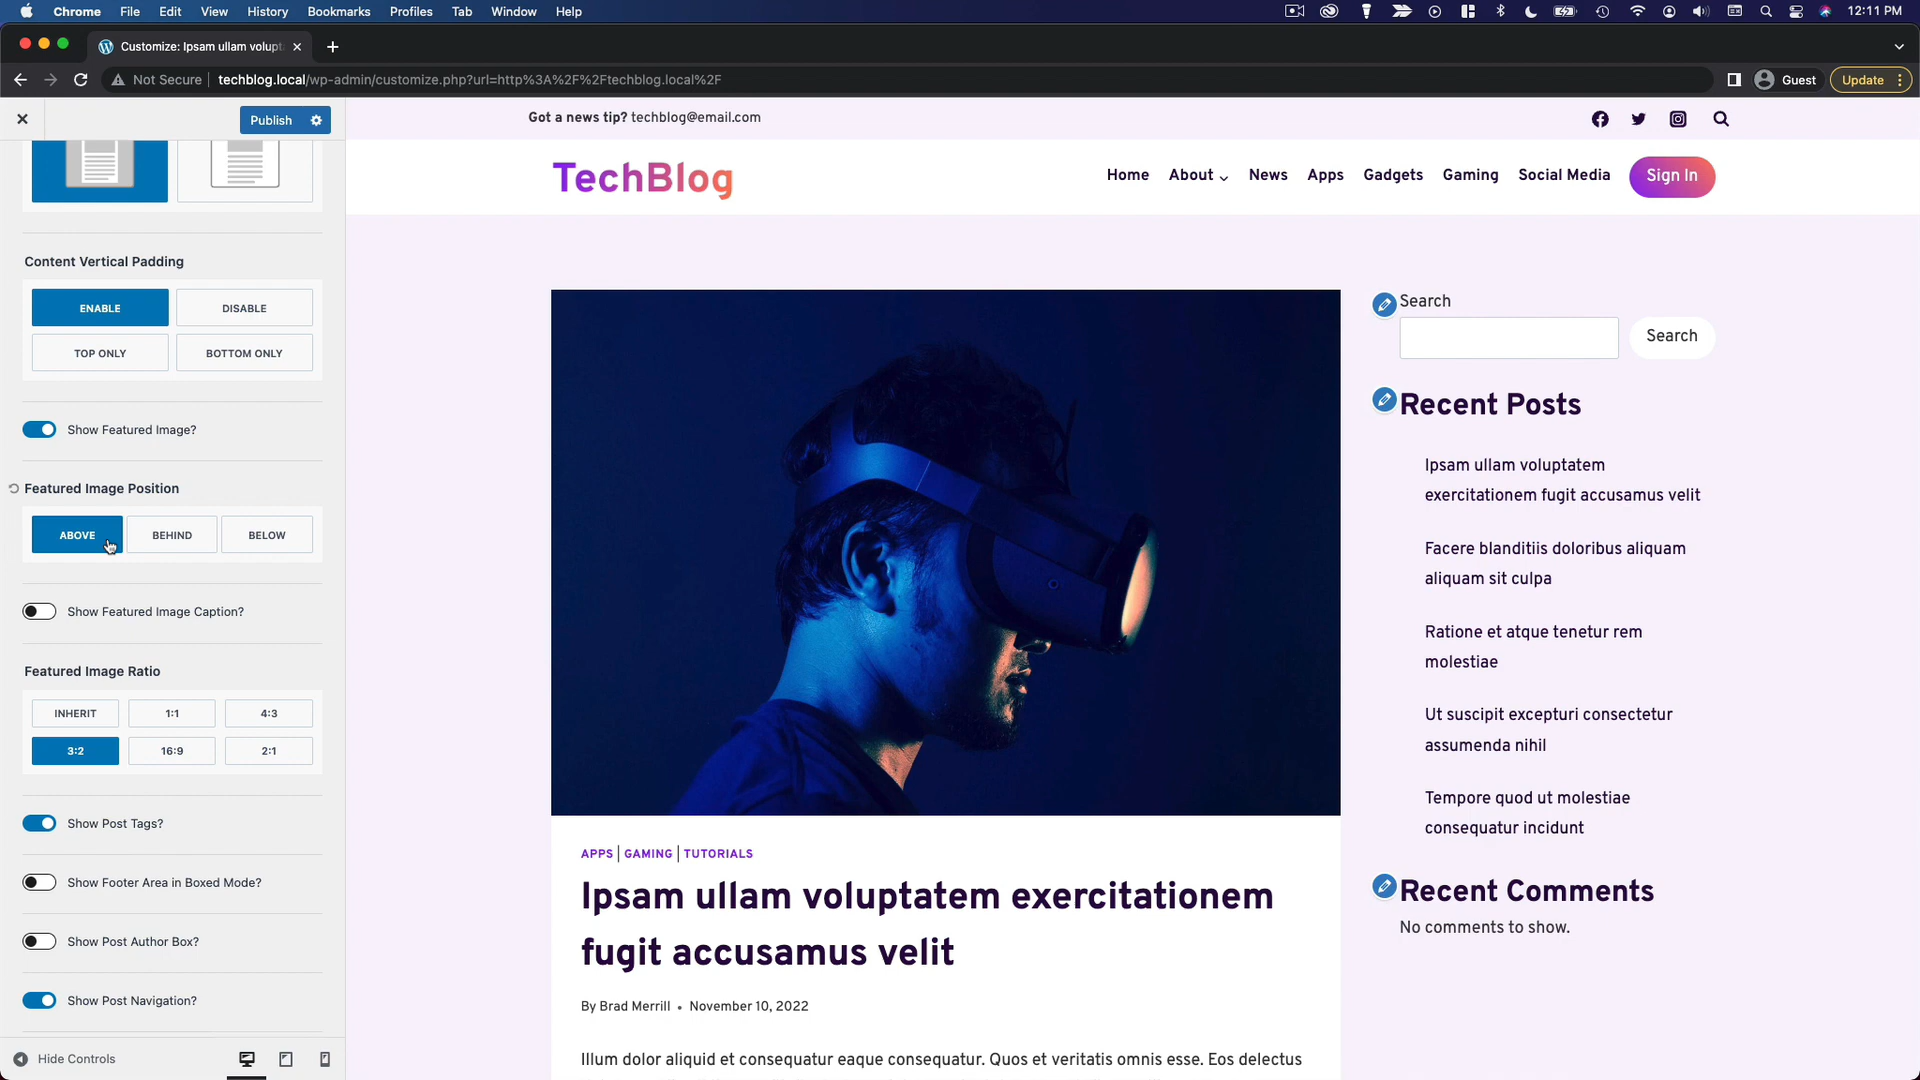 Chrome File Edit View History Bookmarks Profiles Tab Window Help 12:11 PM
Customize: Ipsam ullam volupt
Not Secure techblog.local/wp-admin/customize.php?url=http%3A%2F%2Ftechblog.local%2F Guest Update
Publish
Content Vertical Padding
ENABLE DISABLE
TOP ONLY BOTTOM ONLY
Show Featured Image?
Featured Image Position
ABOVE BEHIND BELOW
Show Featured Image Caption?
Featured Image Ratio
INHERIT 1:1 4:3
3:2 16:9 2:1
Show Post Tags?
Show Footer Area in Boxed Mode?
Show Post Author Box?
Show Post Navigation?
Hide Controls
Got a news tip? techblog@email.com
TechBlog
Home About News Apps Gadgets Gaming Social Media Sign In
APPS | GAMING | TUTORIALS
Ipsam ullam voluptatem exercitationem
fugit accusamus velit
By Brad Merrill • November 10, 2022
Illum dolor aliquid et consequatur eaque consequatur. Quos et veritatis omnis esse. Eos delectus
Search
Search
Recent Posts
Ipsam ullam voluptatem
exercitationem fugit accusamus velit
Facere blanditiis doloribus aliquam
aliquam sit culpa
Ratione et atque tenetur rem
molestiae
Ut suscipit excepturi consectetur
assumenda nihil
Tempore quod ut molestiae
consequatur incidunt
Recent Comments
No comments to show.